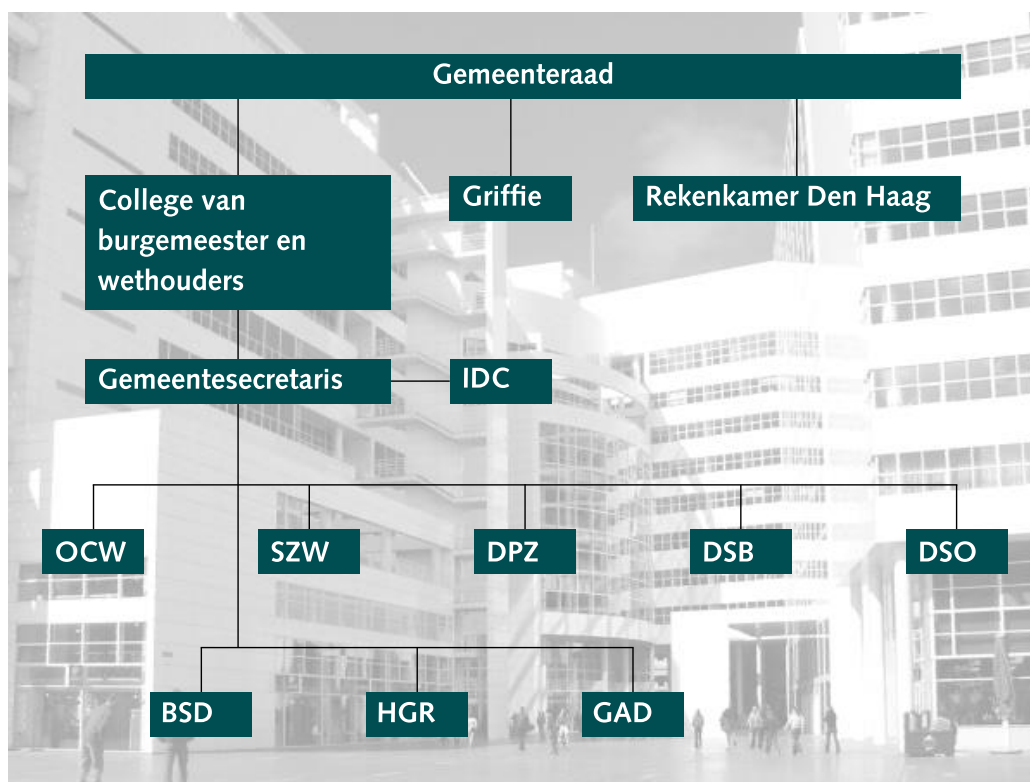 Gemeenteraad
College van
burgemeester en
wethouders
Griffie
Rekenkamer Den Haag
Gemeentesecretaris
IDC
OCW
SZW
DPZ
DSB
DSO
BSD
HGR
GAD